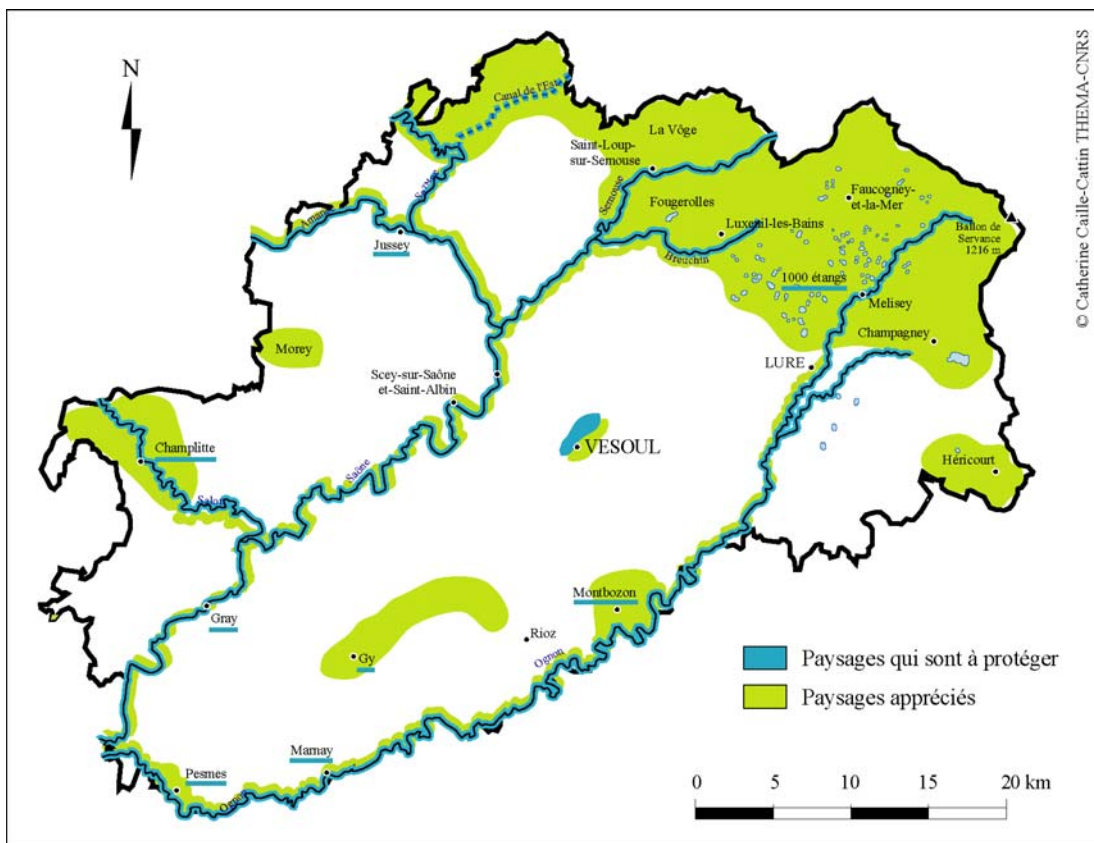 N
© Catherine Caille-Cattin THEMA-CNRS
Canal de l'Est
La Vôge
Saint-Loup-
sur-Semouse
Semouse
Fougerolles
Faucogney-
et-la-Mer
Luxeuil-les-Bains
Breuchin
Ballon de
Servance
1216 m
1000 étangs
Melisey
Champagney
LURE
Jussey
Morey
Scey-sur-Saône
et-Saint-Albin
VESOUL
Héricourt
Champlitte
Saône
Gray
Montbozon
Rioz
Gy
Ognon
Marnay
Pesmes
Ognon
Paysages qui sont à protéger
Paysages appréciés
0 5 10 15 20 km